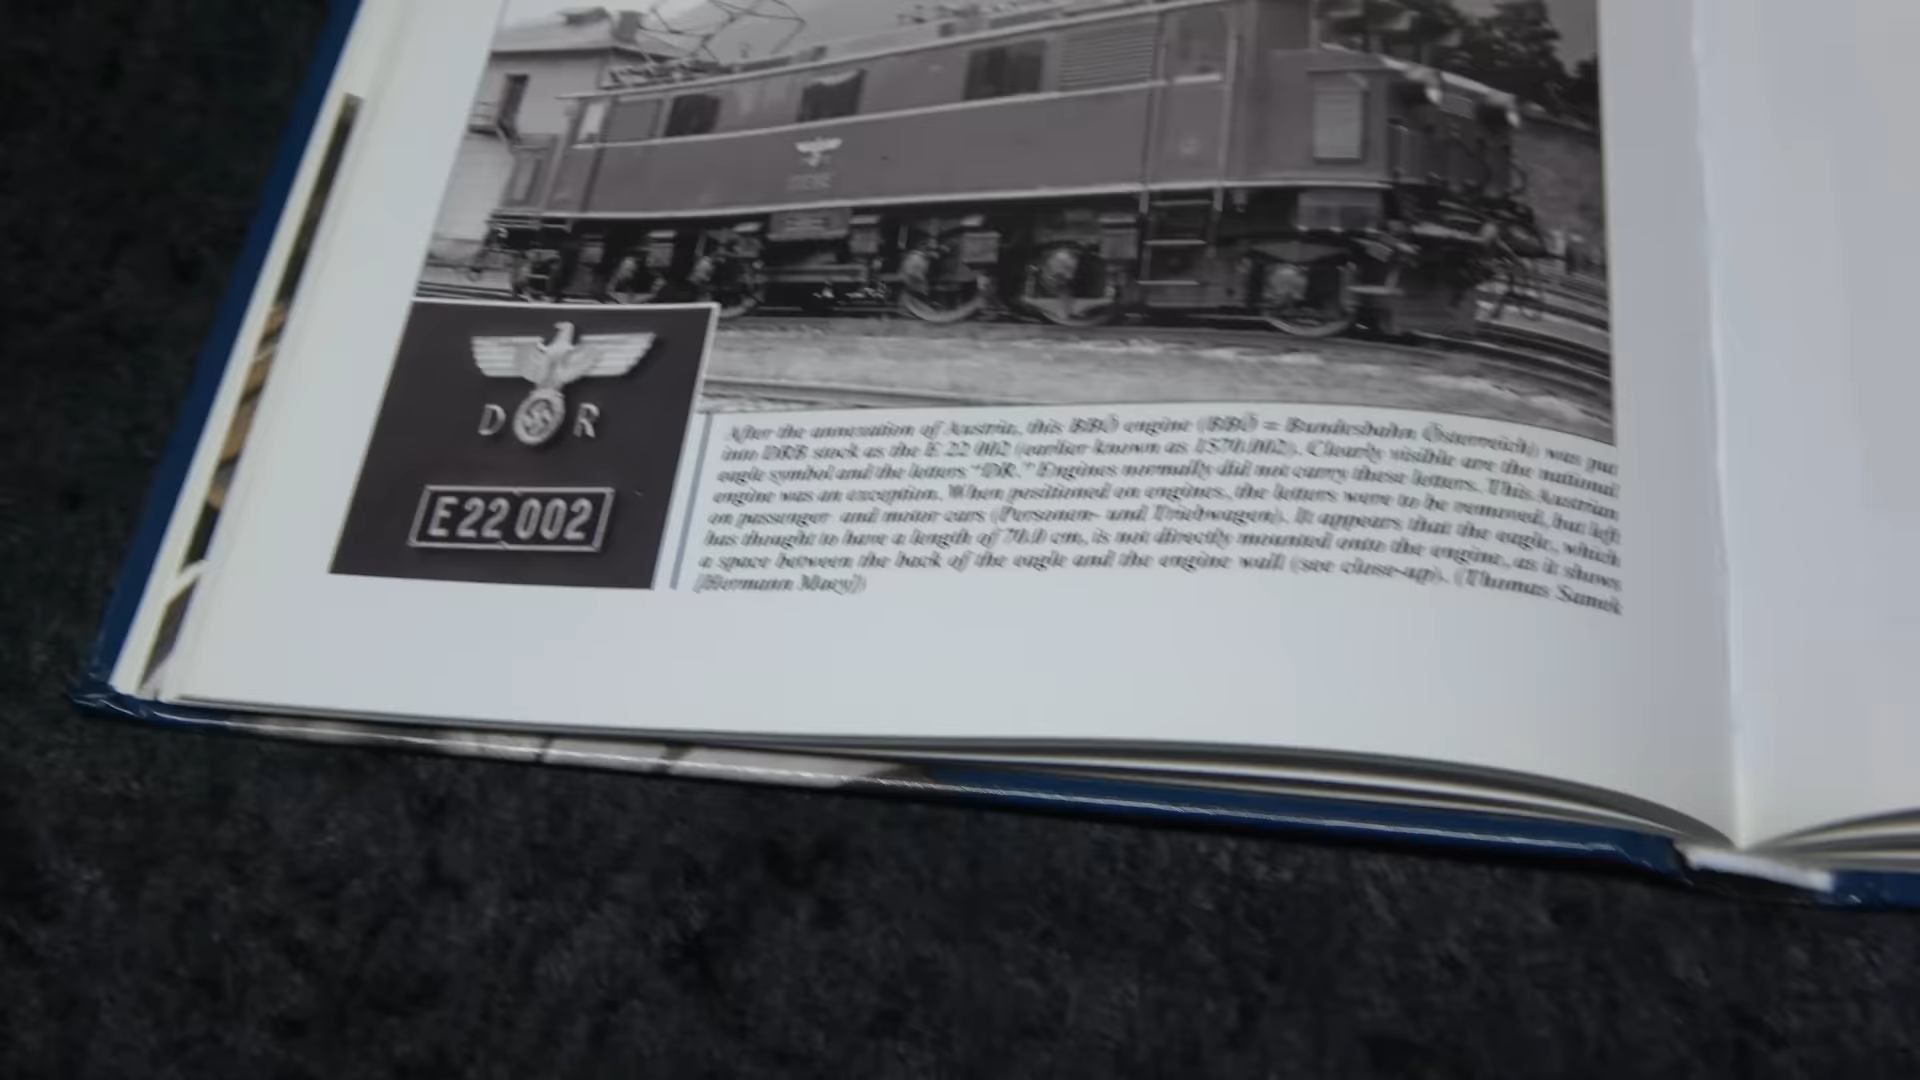 D R
E 22 002
After the annexation of Austria, this BBÖ engine (BBÖ = Bundesbahn Österreich) was put
into DRB stock as the E 22 002 (earlier known as 1570.002). Clearly visible are the national
eagle symbol and the letters "DR." Engines normally did not carry these letters. This Austrian
engine was an exception. When positioned on engines, the letters were to be removed, but left
on passenger and motor cars (Personen- und Triebwagen). It appears that the eagle, which
has thought to have a length of 70.0 cm, is not directly mounted onto the engine, as it shows
a space between the back of the eagle and the engine wall (see close-up). (Thomas Samek
[Hermann Macy])